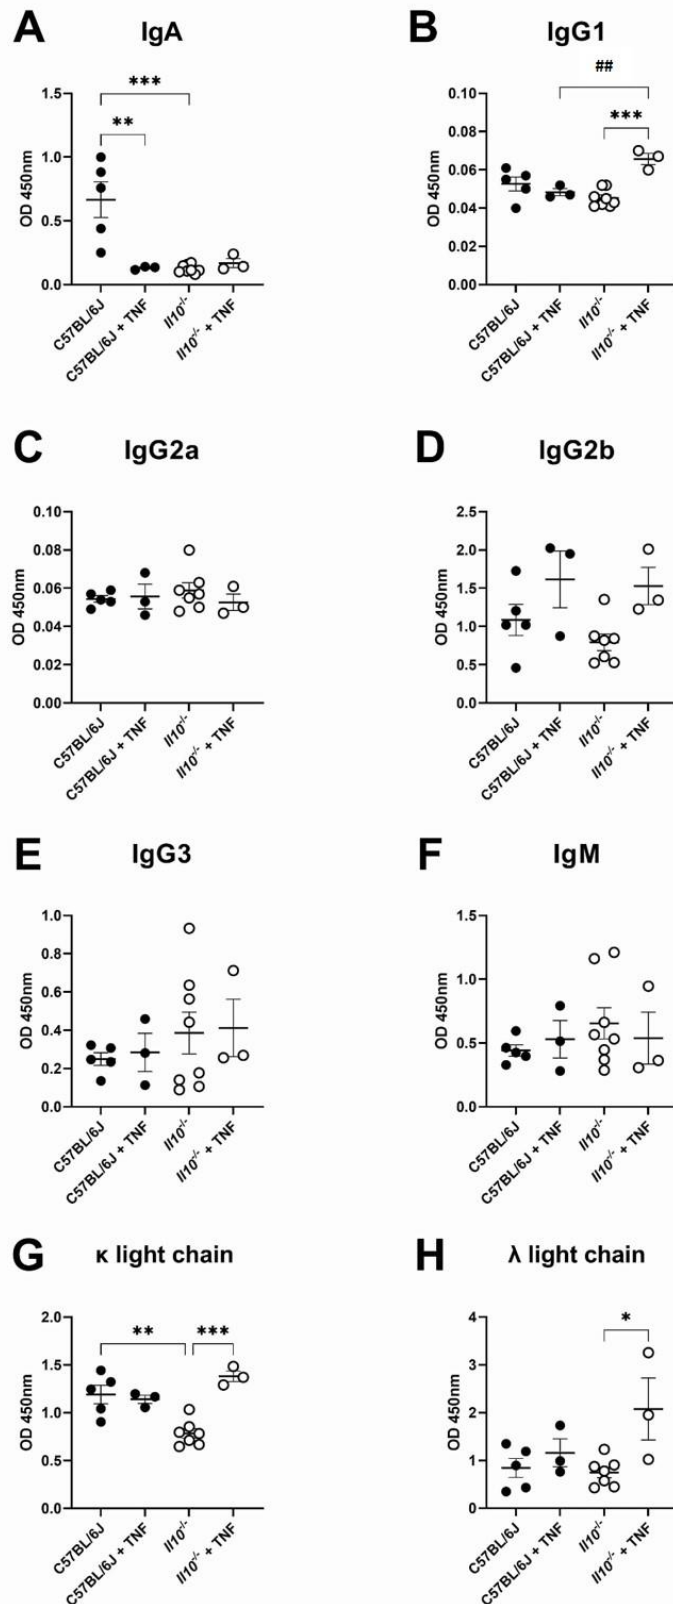 A IgA
1.5
1.0
0.5
0.0
OD 450nm
***
**
C57BL/6J
C57BL/6J + TNF
Il10-/-
Il10-/- + TNF
B IgG1
0.10
0.08
0.06
0.04
0.02
0.00
OD 450nm
##
***
C57BL/6J
C57BL/6J + TNF
Il10-/-
Il10-/- + TNF
C IgG2a
0.10
0.08
0.06
0.04
0.02
0.00
OD 450nm
C57BL/6J
C57BL/6J + TNF
Il10-/-
Il10-/- + TNF
D IgG2b
2.5
2.0
1.5
1.0
0.5
0.0
OD 450nm
C57BL/6J
C57BL/6J + TNF
Il10-/-
Il10-/- + TNF
E IgG3
1.0
0.8
0.6
0.4
0.2
0.0
OD 450nm
C57BL/6J
C57BL/6J + TNF
Il10-/-
Il10-/- + TNF
F IgM
1.5
1.0
0.5
0.0
OD 450nm
C57BL/6J
C57BL/6J + TNF
Il10-/-
Il10-/- + TNF
G κ light chain
2.0
1.5
1.0
0.5
0.0
OD 450nm
**
***
C57BL/6J
C57BL/6J + TNF
Il10-/-
Il10-/- + TNF
H λ light chain
4
3
2
1
0
OD 450nm
*
C57BL/6J
C57BL/6J + TNF
Il10-/-
Il10-/- + TNF